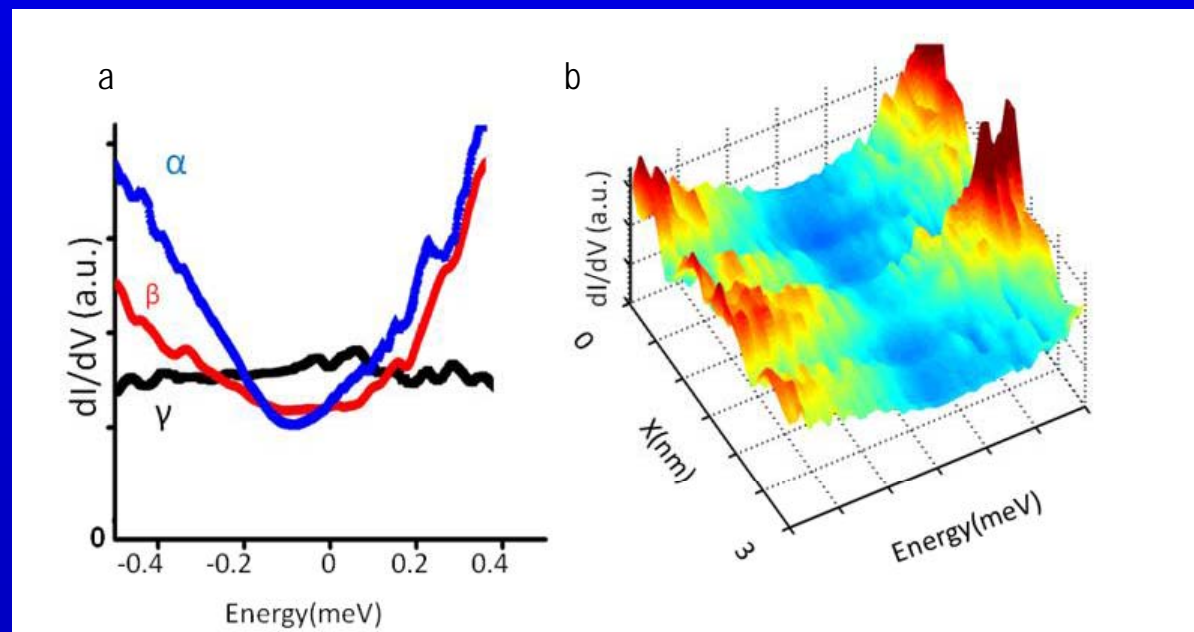 a
α
β
γ
dI/dV (a.u.)
0
-0.4 -0.2 0 0.2 0.4
Energy(meV)
b
dI/dV (a.u.)
0
X(nm)
3
Energy(meV)